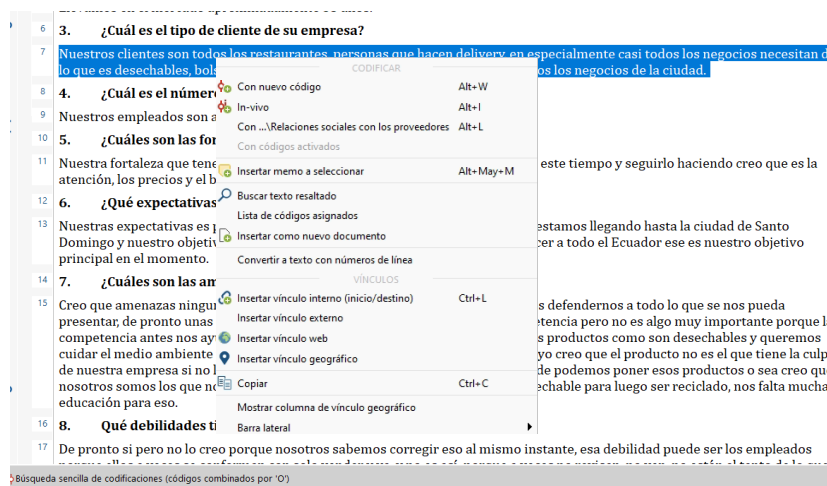 6 3. ¿Cuál es el tipo de cliente de su empresa?
7 Nuestros clientes son todos los restaurantes, personas que hacen delivery, en especialmente casi todos los negocios necesitan
lo que es desechables, os los negocios de la ciudad.
CODIFICAR
Con nuevo código Alt+W
In-vivo Alt+I
Con ...\Relaciones sociales con los proveedores Alt+L
Con códigos activados
Insertar memo a seleccionar Alt+May+M
Buscar texto resaltado
Lista de códigos asignados
Insertar como nuevo documento
Convertir a texto con números de línea
VÍNCULOS
Insertar vínculo interno (inicio/destino) Ctrl+L
Insertar vínculo externo
Insertar vínculo web
Insertar vínculo geográfico
Copiar Ctrl+C
Mostrar columna de vínculo geográfico
Barra lateral
8 4. ¿Cuál es el númer
9 Nuestros empleados son a
10 5. ¿Cuáles son las for
11 Nuestra fortaleza que tene este tiempo y seguirlo haciendo creo que es la
atención, los precios y el b
12 6. ¿Qué expectativas
13 Nuestras expectativas es estamos llegando hasta la ciudad de Santo
Domingo y nuestro objeti cer a todo el Ecuador ese es nuestro objetivo
principal en el momento.
14 7. ¿Cuáles son las am
15 Creo que amenazas ningu s defendernos a todo lo que se nos pueda
presentar, de pronto unas etencia pero no es algo muy importante porque l
competencia antes nos ay s productos como son desechables y queremos
cuidar el medio ambiente yo creo que el producto no es el que tiene la culp
de nuestra empresa si no de podemos poner esos productos o sea creo qu
nosotros somos los que no echable para luego ser reciclado, nos falta mucha
educación para eso.
16 8. Qué debilidades ti
17 De pronto si pero no lo creo porque nosotros sabemos corregir eso al mismo instante, esa debilidad puede ser los empleados
Búsqueda sencilla de codificaciones (códigos combinados por 'O')